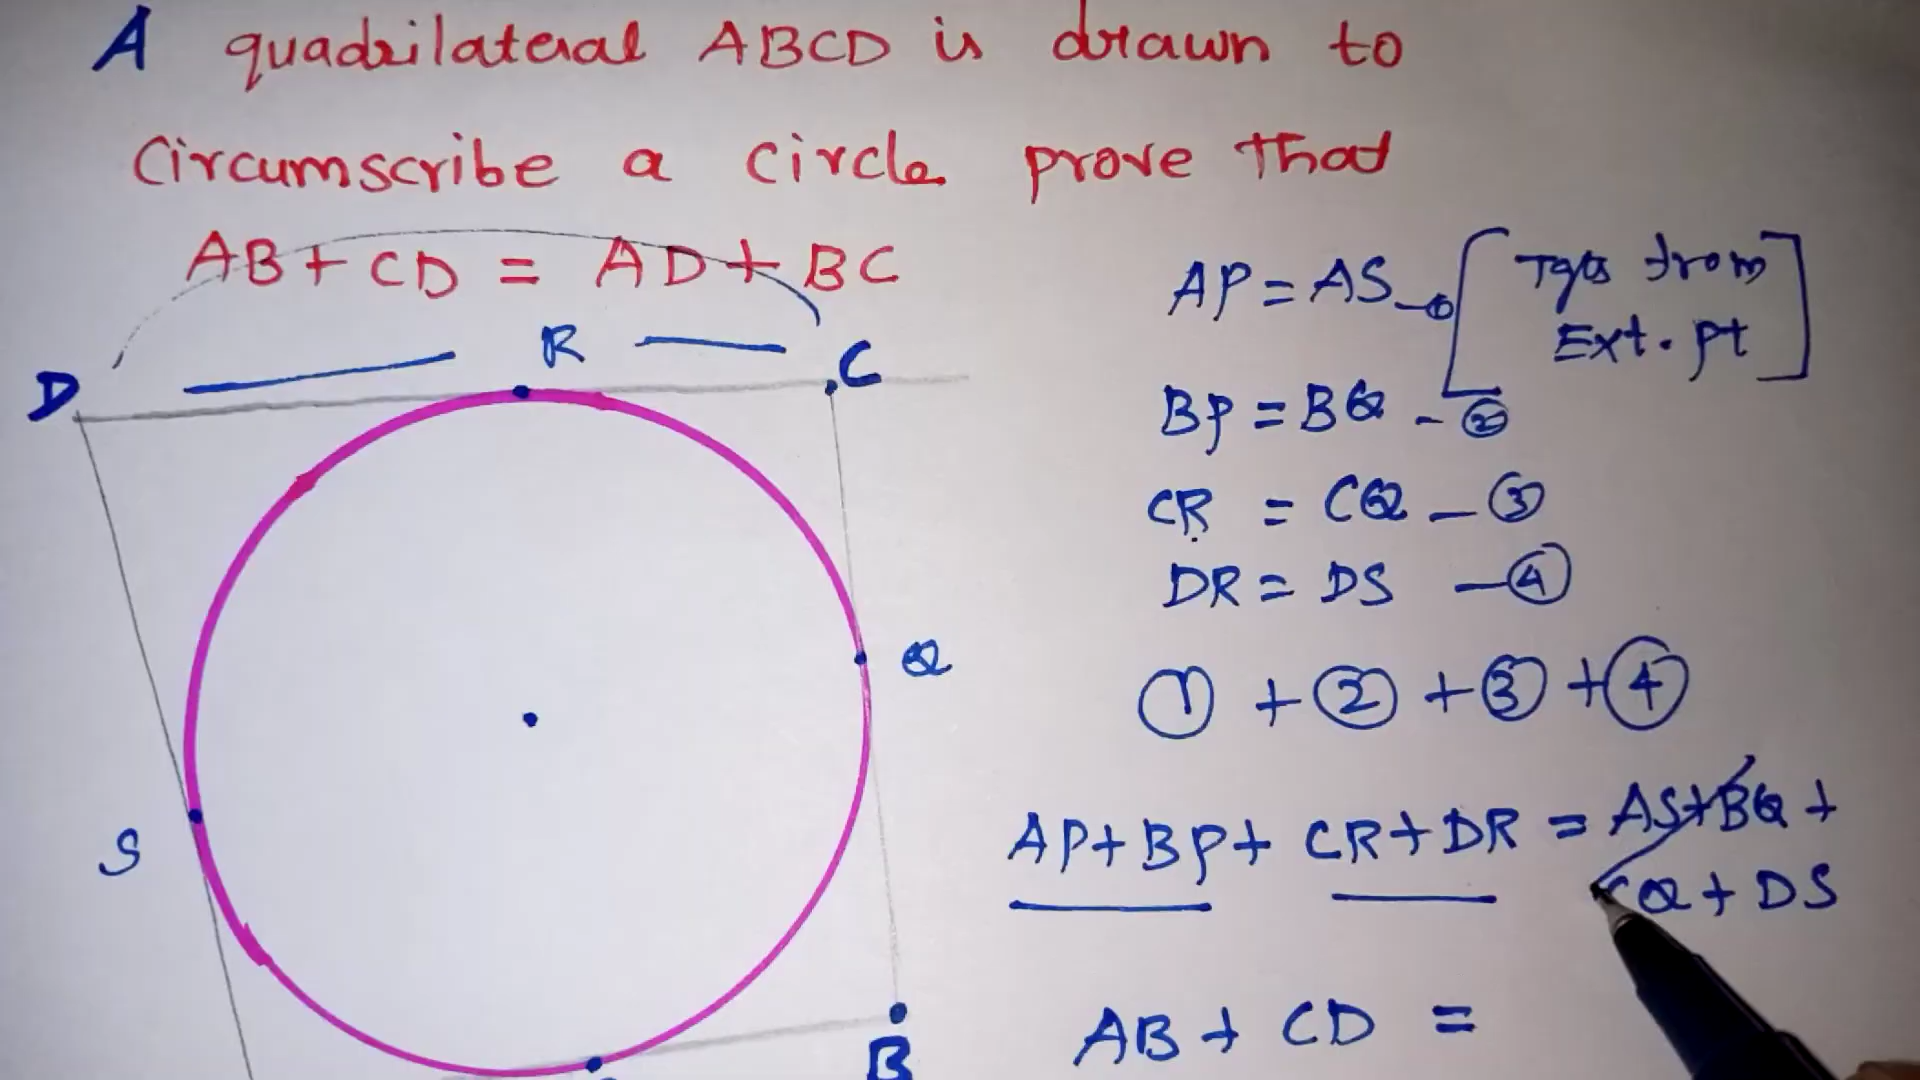 A quadrilateral ABCD is drawn to
Circumscribe a circle prove that
AB + CD = AD + BC
D
R
C
Q
S
B
AP = AS - ① [Tgts from
Ext. pt]
BP = BQ - ②
CR = CQ - ③
DR = DS - ④
① + ② + ③ + ④
AP + BP + CR + DR = AS + BQ +
CQ + DS
AB + CD =